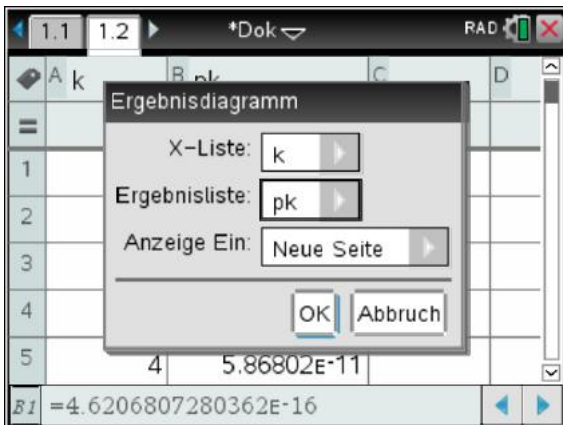 1.1 1.2 *Dok RAD
A k B pk C D
=
Ergebnisdiagramm
X-Liste: k
1
Ergebnisliste: pk
2
Anzeige Ein: Neue Seite
3
4
OK Abbruch
5 4 5.86802E-11
B1 =4.6206807280362E-16